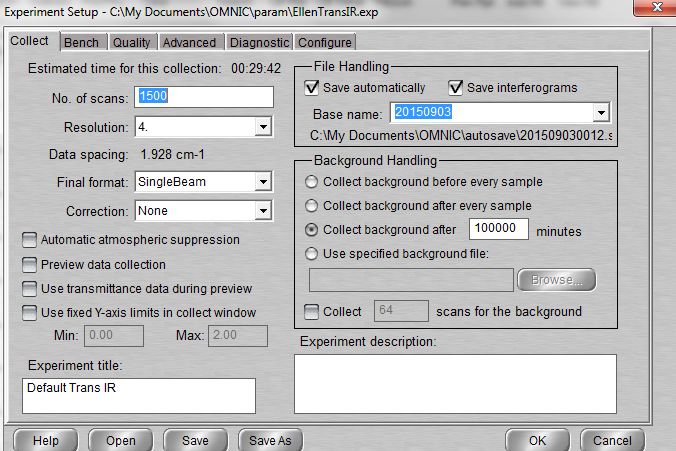 Experiment Setup - C:\My Documents\OMNIC\param\EllenTransIR.exp
Collect Bench Quality Advanced Diagnostic Configure
Estimated time for this collection: 00:29:42
No. of scans: 1500
Resolution: 4.
Data spacing: 1.928 cm-1
Final format: SingleBeam
Correction: None
Automatic atmospheric suppression
Preview data collection
Use transmittance data during preview
Use fixed Y-axis limits in collect window
Min: 0.00 Max: 2.00
Experiment title:
Default Trans IR
File Handling
Save automatically Save interferograms
Base name: 20150903
C:\My Documents\OMNIC\autosave\201509030012.s
Background Handling
Collect background before every sample
Collect background after every sample
Collect background after 100000 minutes
Use specified background file:
Browse...
Collect 64 scans for the background
Experiment description:
Help Open Save Save As OK Cancel